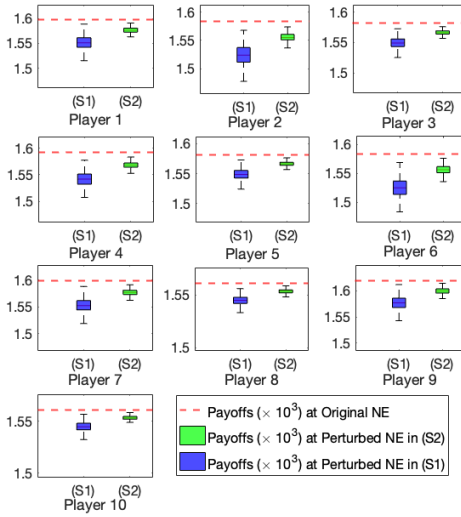 1.6 1.6 1.6
1.55 1.55 1.55
1.5 1.5 1.5
(S1) (S2) (S1) (S2) (S1) (S2)
Player 1 Player 2 Player 3
1.6 1.6 1.6
1.55 1.55 1.55
1.5 1.5 1.5
(S1) (S2) (S1) (S2) (S1) (S2)
Player 4 Player 5 Player 6
1.6 1.6
1.55 1.55 1.55
1.5 1.5 1.5
(S1) (S2) (S1) (S2) (S1) (S2)
Player 7 Player 8 Player 9
1.55
1.5
(S1) (S2)
Player 10
Payoffs (× 10³) at Original NE
Payoffs (× 10³) at Perturbed NE in (S2)
Payoffs (× 10³) at Perturbed NE in (S1)